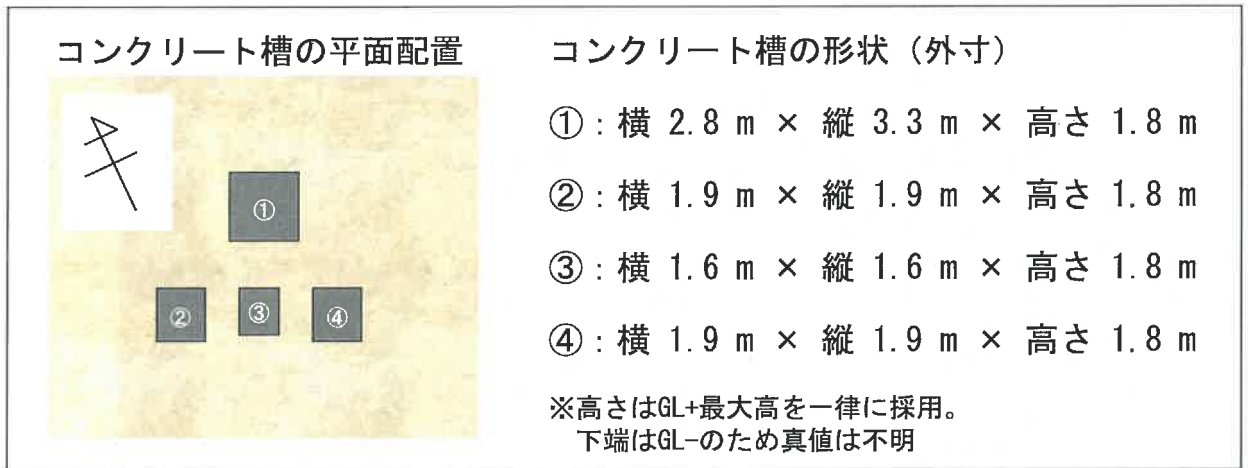 コンクリート槽の平面配置
①
②
③
④
コンクリート槽の形状（外寸）
①：横 2.8 m × 縦 3.3 m × 高さ 1.8 m
②：横 1.9 m × 縦 1.9 m × 高さ 1.8 m
③：横 1.6 m × 縦 1.6 m × 高さ 1.8 m
④：横 1.9 m × 縦 1.9 m × 高さ 1.8 m
※高さはGL+最大高を一律に採用。
下端はGL-のため真値は不明